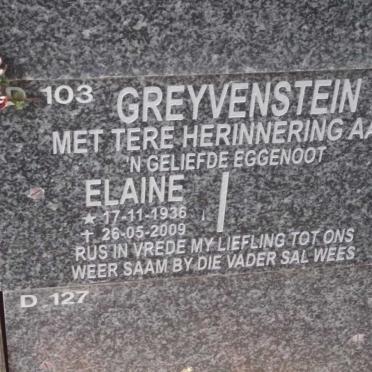 103 GREYVENSTEIN
MET TERE HERINNERING AA
'N GELIEFDE EGGENOOT
ELAINE
★ 17-11-1936
✝ 26-05-2009
RUS IN VREDE MY LIEFLING TOT ONS
WEER SAAM BY DIE VADER SAL WEES
D 127